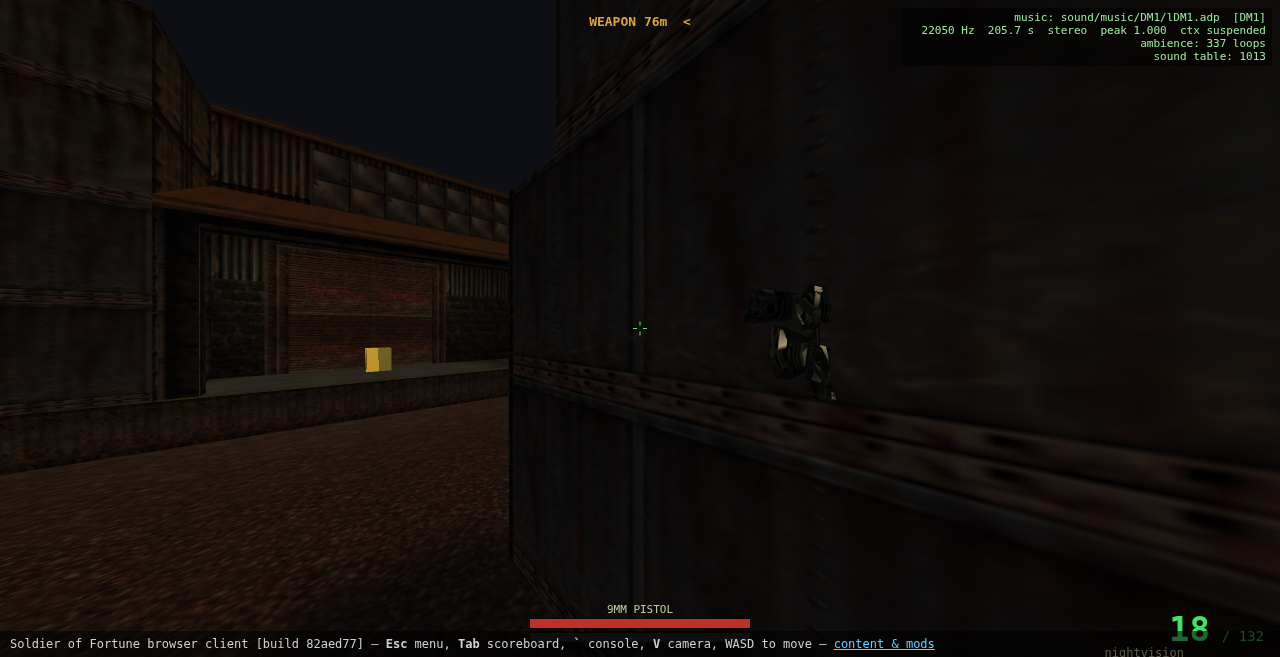 WEAPON 76m <
music: sound/music/DM1/lDM1.adp [DM1]
22050 Hz 205.7 s stereo peak 1.000 ctx suspended
ambience: 337 loops
sound table: 1013
9MM PISTOL
18 / 132
nightvision
Soldier of Fortune browser client [build 82aed77] — Esc menu, Tab scoreboard, ` console, V camera, WASD to move — content & mods